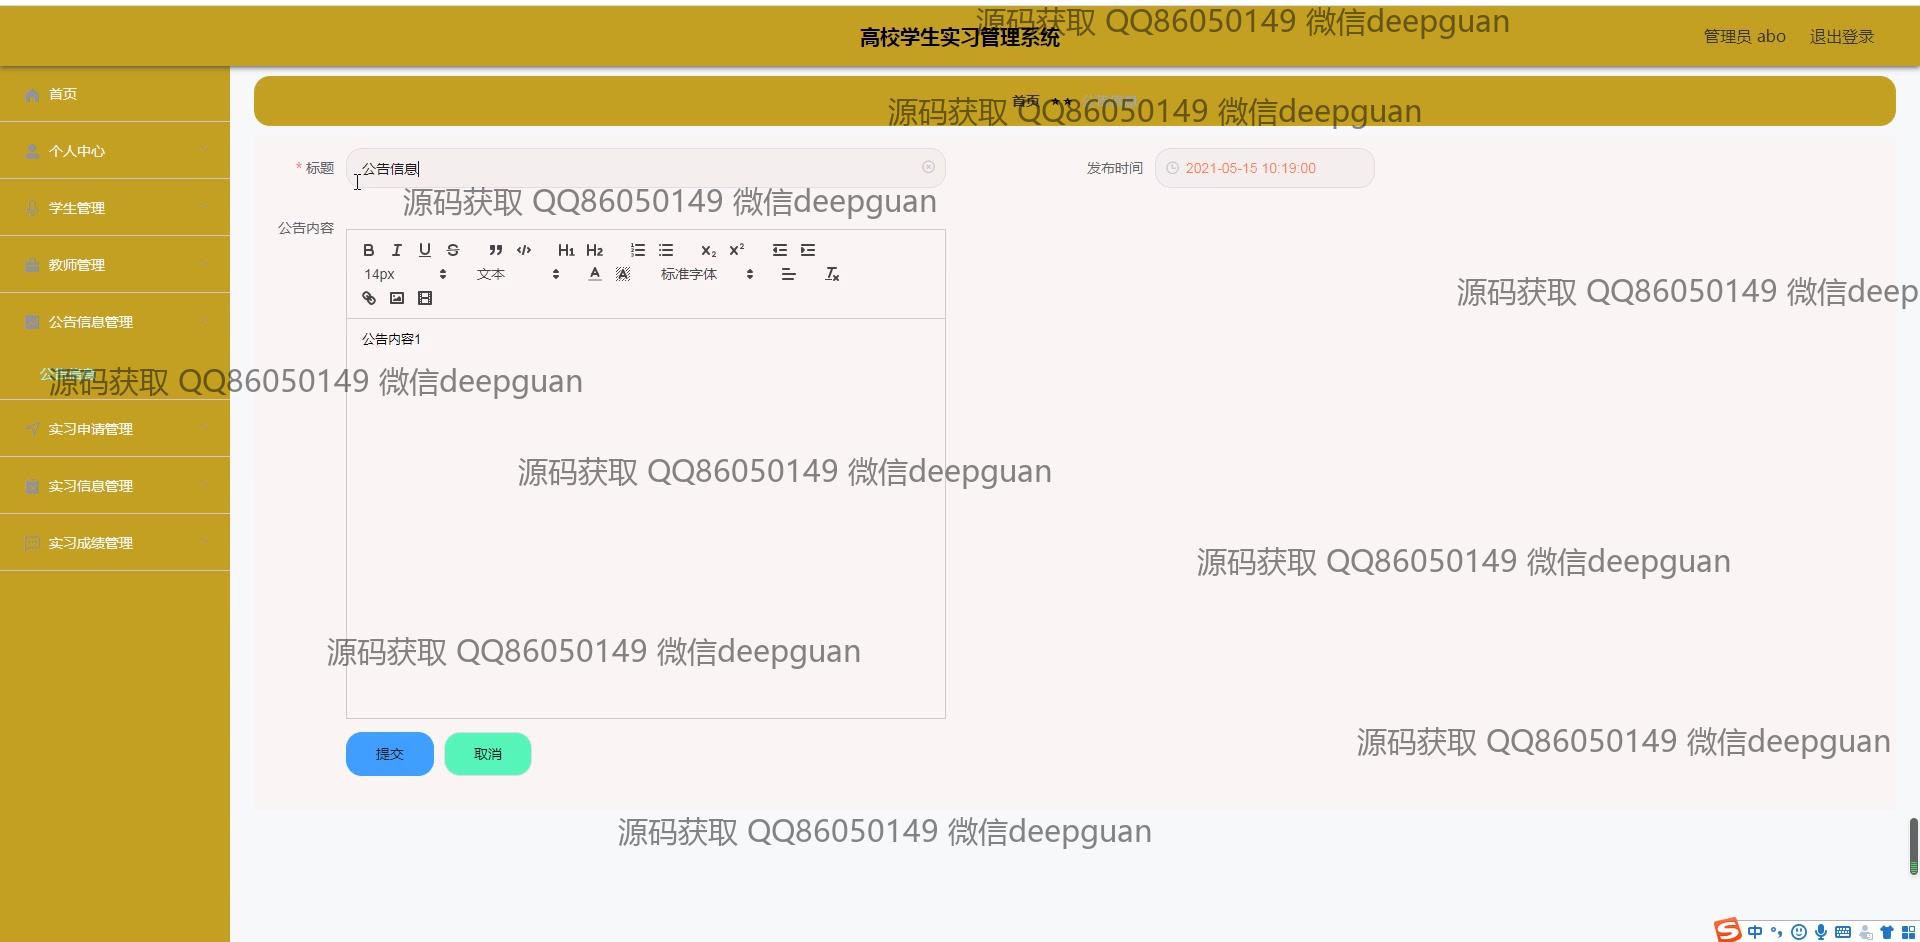 源码获取 QQ86050149 微信deepguan
高校学生实习管理系统
管理员 abo
退出登录
首页
个人中心
学生管理
教师管理
公告信息管理
公告信息
实习申请管理
实习信息管理
实习成绩管理
首页 ★★ 公告信息
源码获取 QQ86050149 微信deepguan
* 标题
公告信息
发布时间
2021-05-15 10:19:00
源码获取 QQ86050149 微信deepguan
公告内容
B I U S H1 H2 X2 X2
14px
文本
A A
标准字体
Tx
源码获取 QQ86050149 微信deep
公告内容1
源码获取 QQ86050149 微信deepguan
源码获取 QQ86050149 微信deepguan
源码获取 QQ86050149 微信deepguan
源码获取 QQ86050149 微信deepguan
提交
取消
源码获取 QQ86050149 微信deepguan
源码获取 QQ86050149 微信deepguan
S 中